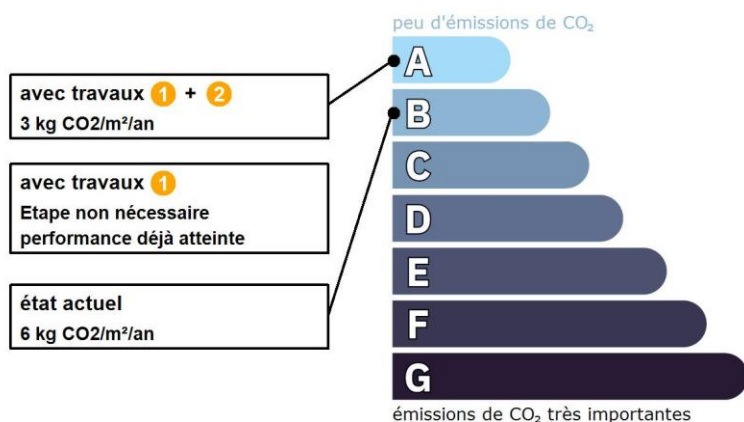 peu d'émissions de CO₂
A
avec travaux 1 + 2
3 kg CO2/m²/an
B
C
avec travaux 1
Etape non nécessaire
performance déjà atteinte
D
E
état actuel
6 kg CO2/m²/an
F
G
émissions de CO₂ très importantes